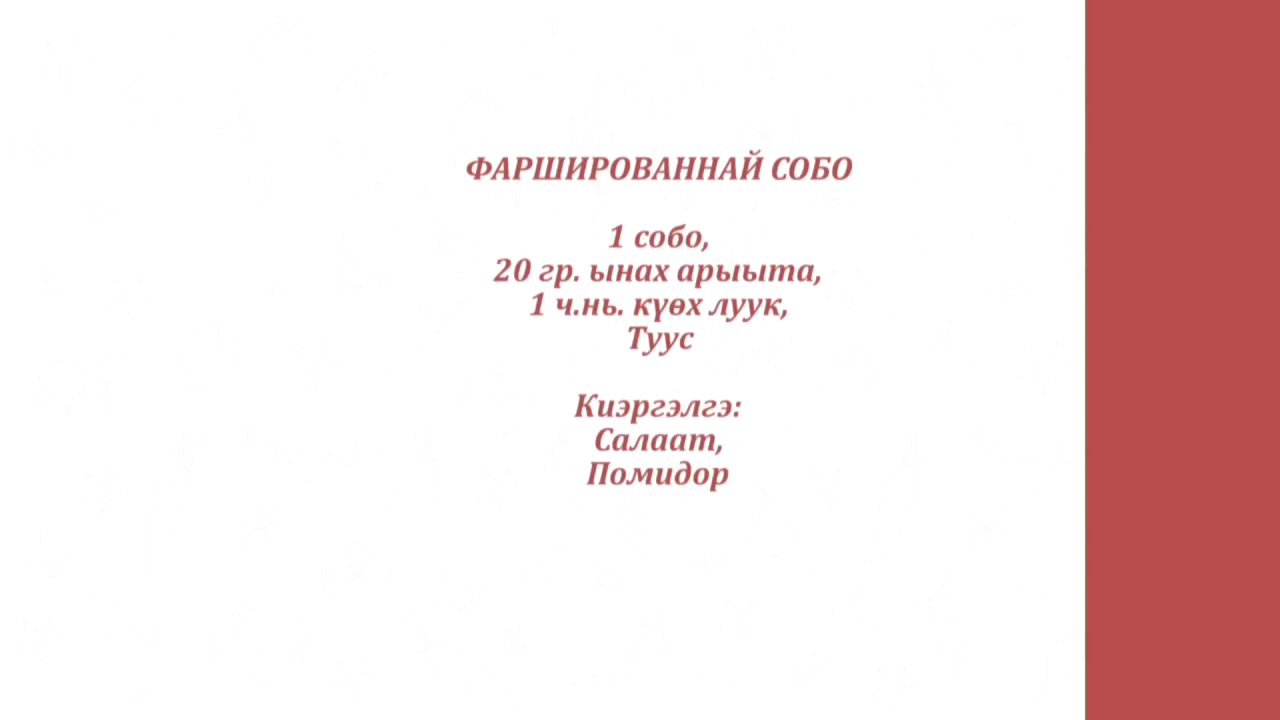 ФАРШИРОВАННАЙ СОБО
1 собо,
20 гр. ынах арыыта,
1 ч.нь. күөх луук,
Туус
Киэргэлгэ:
Салаат,
Помидор